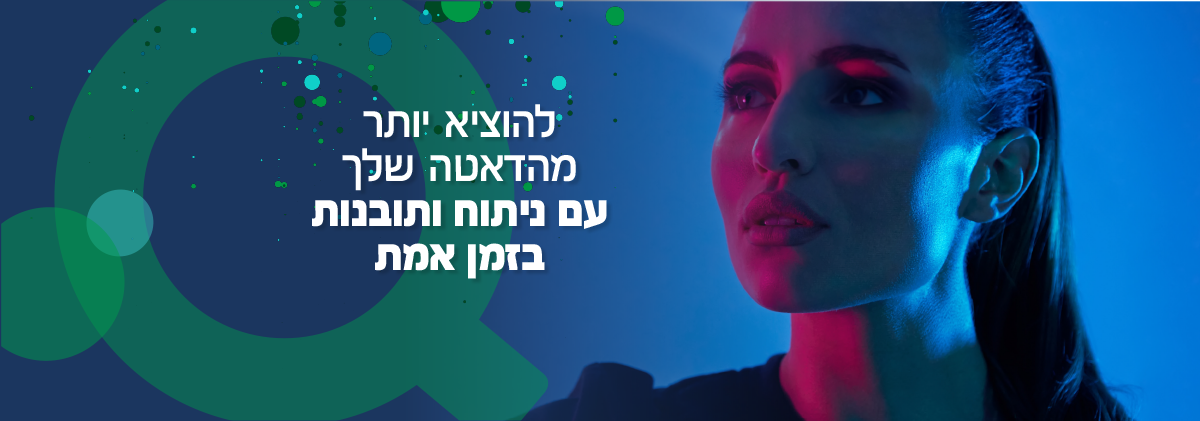 להוציא יותר
מהדאטה שלך
עם ניתוח ותובנות
בזמן אמת